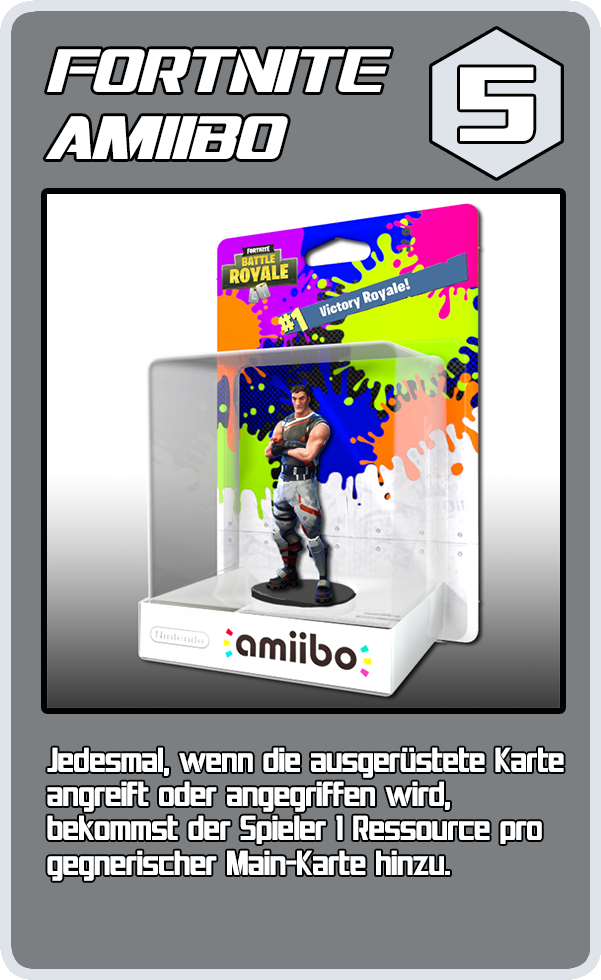 FORTNITE
AMIIBO
5
FORTNITE
BATTLE
ROYALE
#1 Victory Royale!
Nintendo
amiibo
Jedesmal, wenn die ausgerüstete Karte
angreift oder angegriffen wird,
bekommst der Spieler 1 Ressource pro
gegnerischer Main-Karte hinzu.